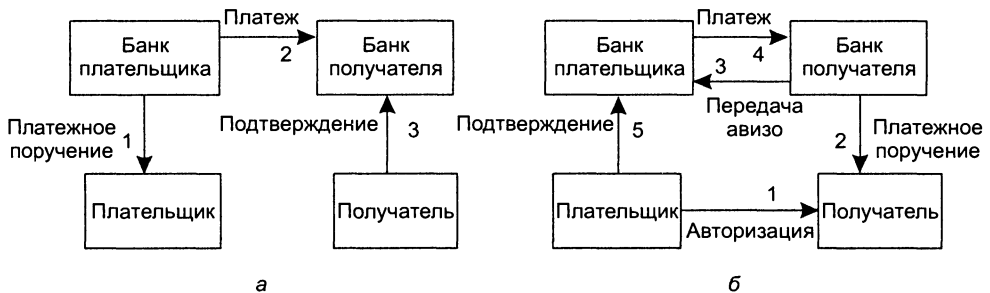 Банк
плательщика
Платеж
2
Банк
получателя
Платежное
поручение
1
Подтверждение
3
Плательщик
Получатель
а
Банк
плательщика
Платеж
4
3
Передача
авизо
Банк
получателя
Подтверждение
5
2
Платежное
поручение
Плательщик
1
Авторизация
Получатель
б